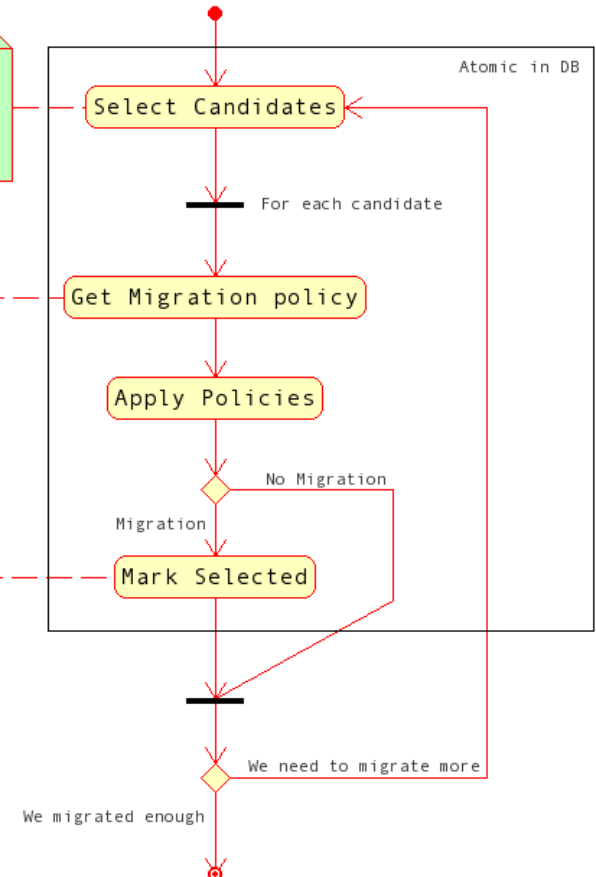 Atomic in DB
Select Candidates
For each candidate
Get Migration policy
Apply Policies
No Migration
Migration
Mark Selected
We need to migrate more
We migrated enough